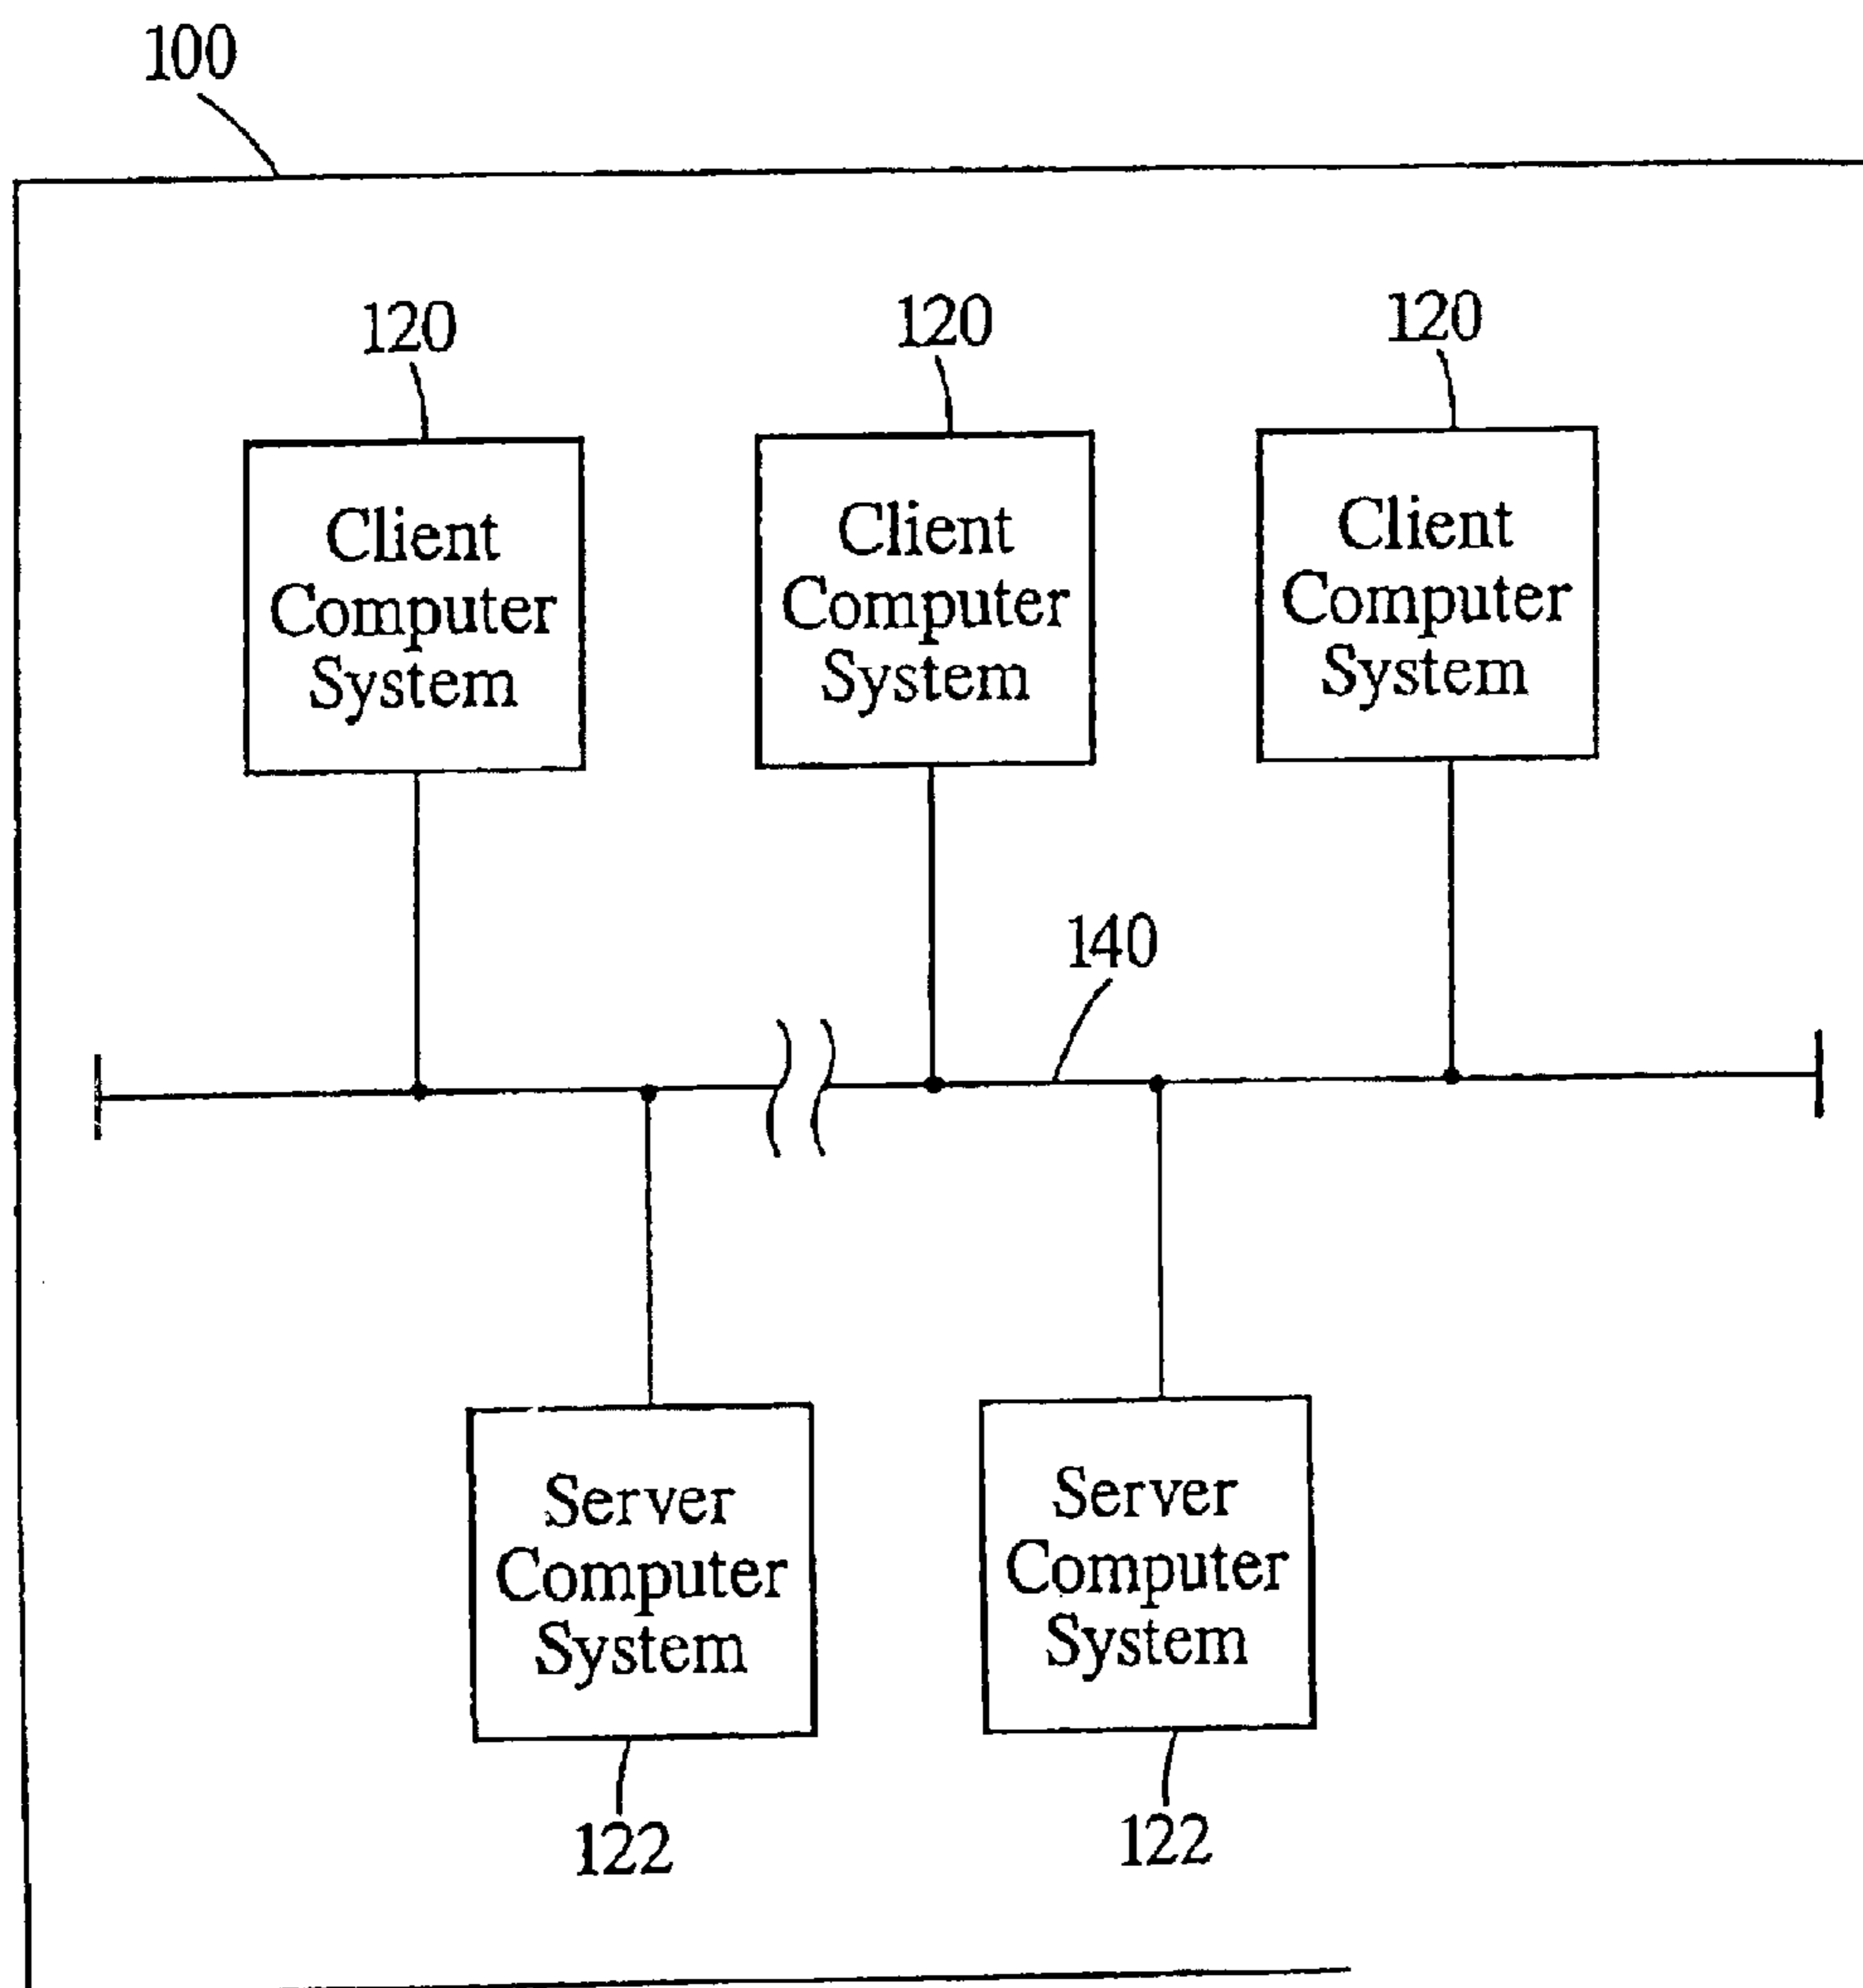 100
120
120
120
Client
Computer
System
Client
Computer
System
Client
Computer
System
140
Server
Computer
System
Server
Computer
System
122
122